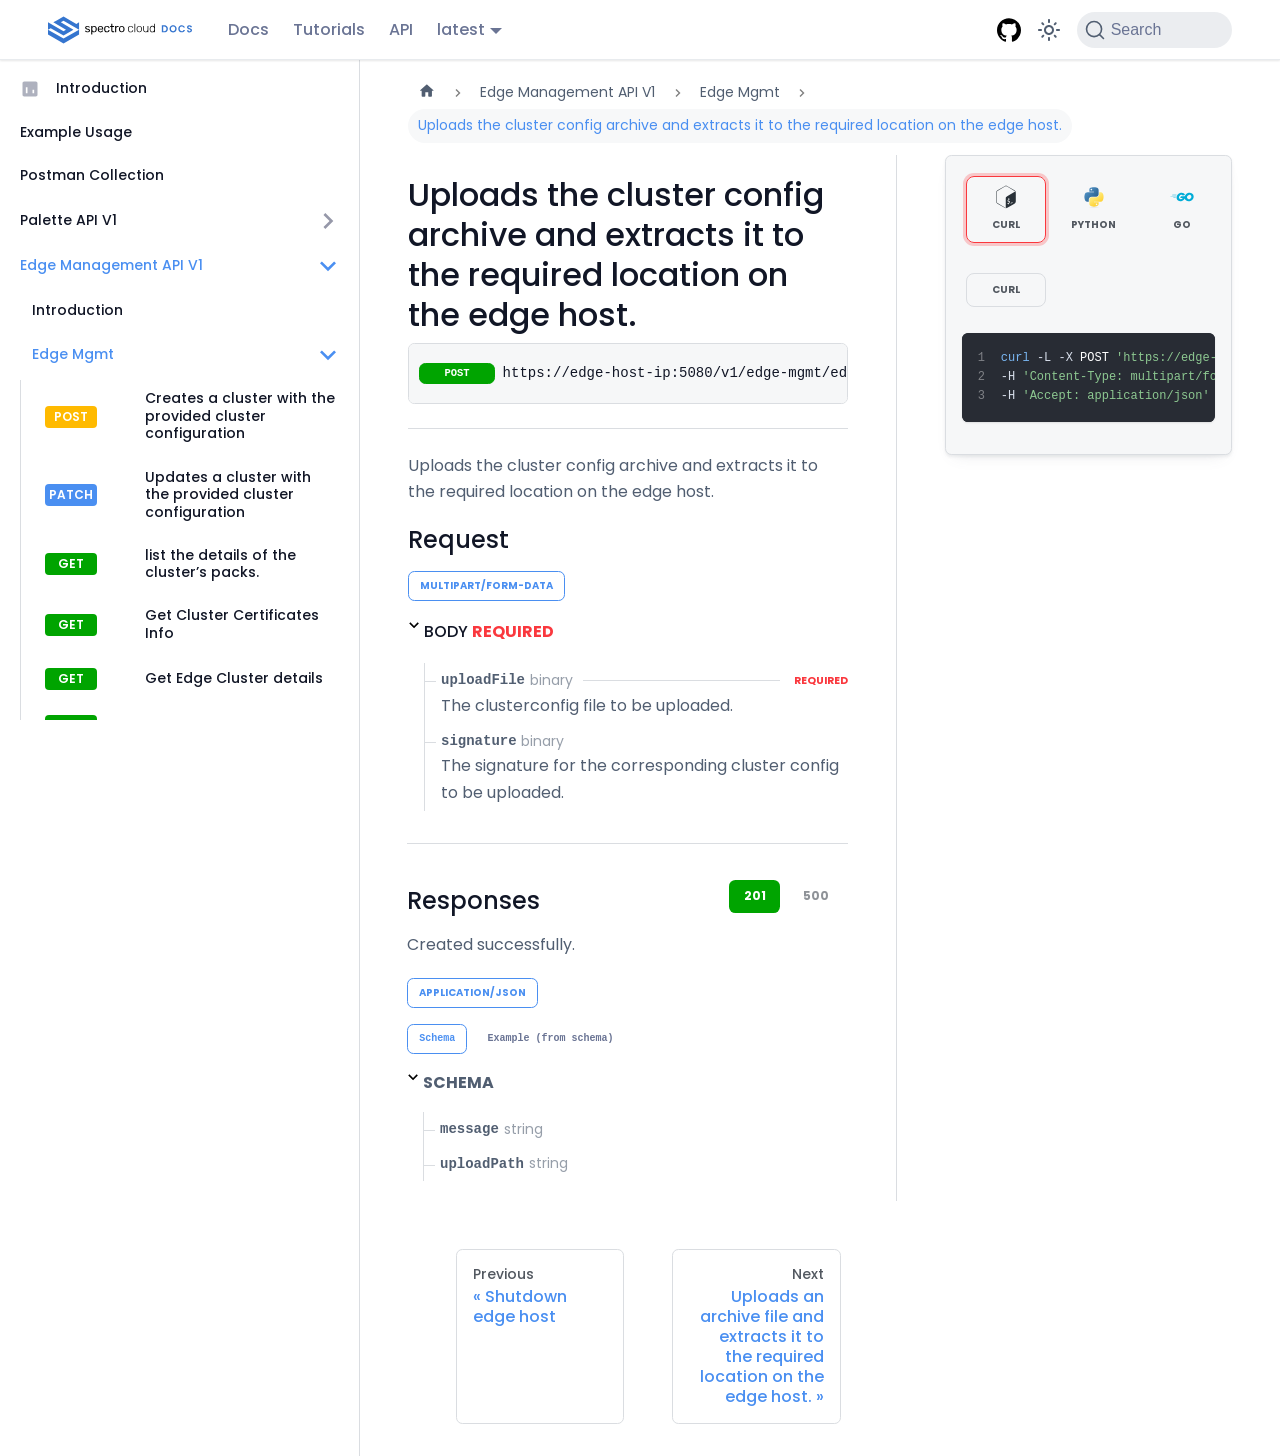 spectro cloud DOCS
Docs
Tutorials
API
latest
Search
Introduction
Example Usage
Postman Collection
Palette API V1
Edge Management API V1
Introduction
Edge Mgmt
POST
Creates a cluster with the
provided cluster
configuration
PATCH
Updates a cluster with
the provided cluster
configuration
GET
list the details of the
cluster’s packs.
GET
Get Cluster Certificates
Info
GET
Get Edge Cluster details
Edge Management API V1
Edge Mgmt
Uploads the cluster config archive and extracts it to the required location on the edge host.
Uploads the cluster config
archive and extracts it to
the required location on
the edge host.
POST
https://edge-host-ip:5080/v1/edge-mgmt/ed
Uploads the cluster config archive and extracts it to
the required location on the edge host.
Request
MULTIPART/FORM-DATA
BODY REQUIRED
uploadFile binary
REQUIRED
The clusterconfig file to be uploaded.
signature binary
The signature for the corresponding cluster config
to be uploaded.
Responses
201
500
Created successfully.
APPLICATION/JSON
Schema
Example (from schema)
SCHEMA
message string
uploadPath string
CURL
PYTHON
GO
CURL
1 curl -L -X POST 'https://edge-
2 -H 'Content-Type: multipart/fo
3 -H 'Accept: application/json'
Previous
« Shutdown
edge host
Next
Uploads an
archive file and
extracts it to
the required
location on the
edge host. »